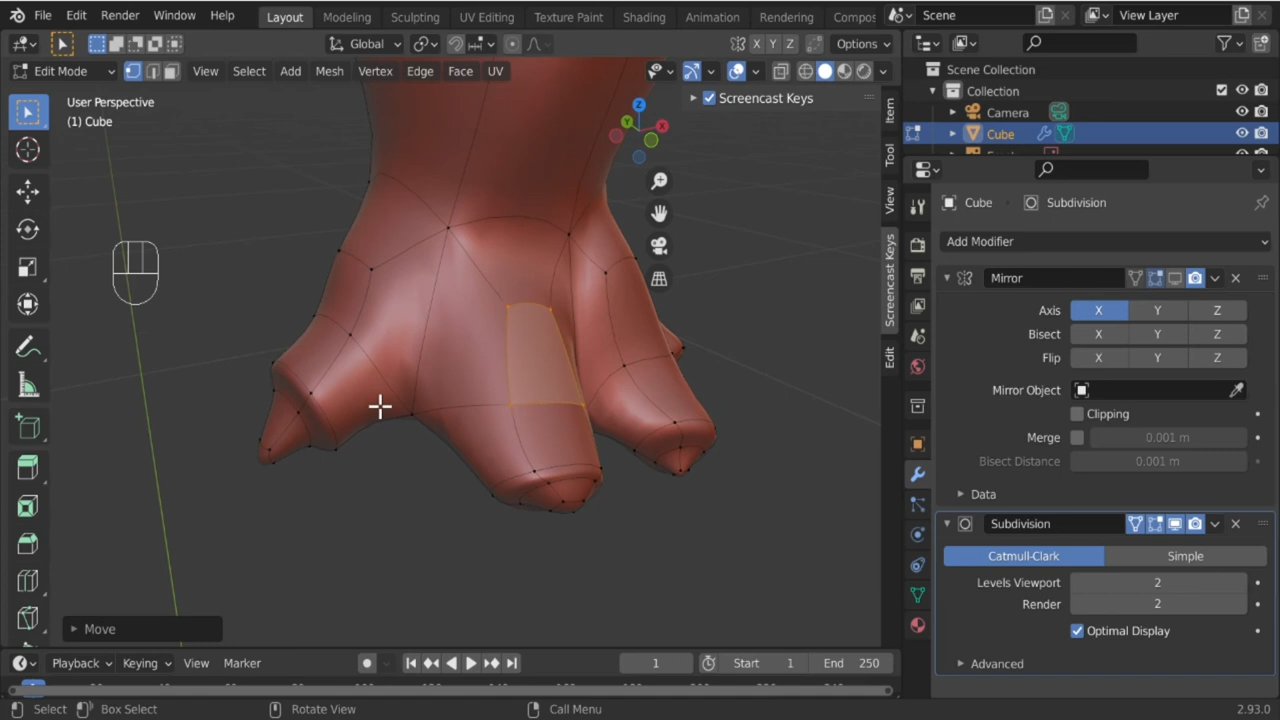 File Edit Render Window Help Layout Modeling Sculpting UV Editing Texture Paint Shading Animation Rendering Compos Scene View Layer
Global X Y Z Options
Edit Mode View Select Add Mesh Vertex Edge Face UV
User Perspective
(1) Cube
Screencast Keys
Z
Y
X
Item
Tool
View
Screencast Keys
Edit
Move
Scene Collection
Collection
Camera
Cube
Cube Subdivision
Add Modifier
Mirror
Axis X Y Z
Bisect X Y Z
Flip X Y Z
Mirror Object
Clipping
Merge 0.001 m
Bisect Distance 0.001 m
Data
Subdivision
Catmull-Clark Simple
Levels Viewport 2
Render 2
Optimal Display
Advanced
Playback Keying View Marker 1 Start 1 End 250
Select Box Select Rotate View Call Menu 2.93.0